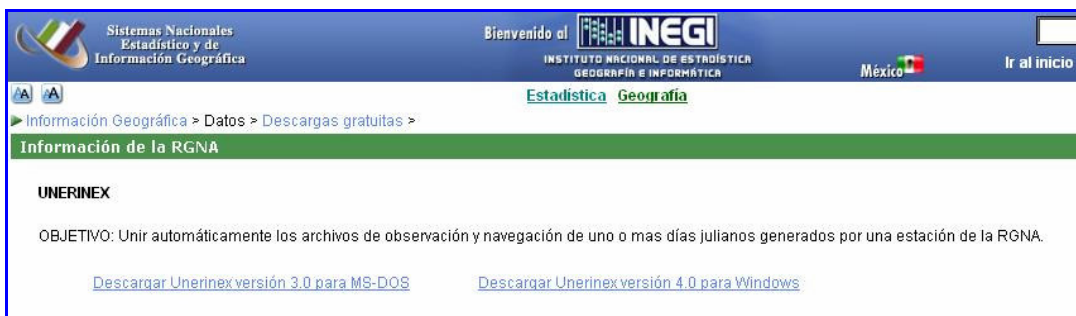 Sistemas Nacionales
Estadístico y de
Información Geográfica
Bienvenido al INEGI
INSTITUTO NACIONAL DE ESTADÍSTICA
GEOGRAFÍA E INFORMÁTICA
México
Ir al inicio
AA AA
Estadística Geografía
Información Geográfica > Datos > Descargas gratuitas >
Información de la RGNA
UNERINEX
OBJETIVO: Unir automáticamente los archivos de observación y navegación de uno o mas días julianos generados por una estación de la RGNA.
Descargar Unerinex versión 3.0 para MS-DOS
Descargar Unerinex versión 4.0 para Windows